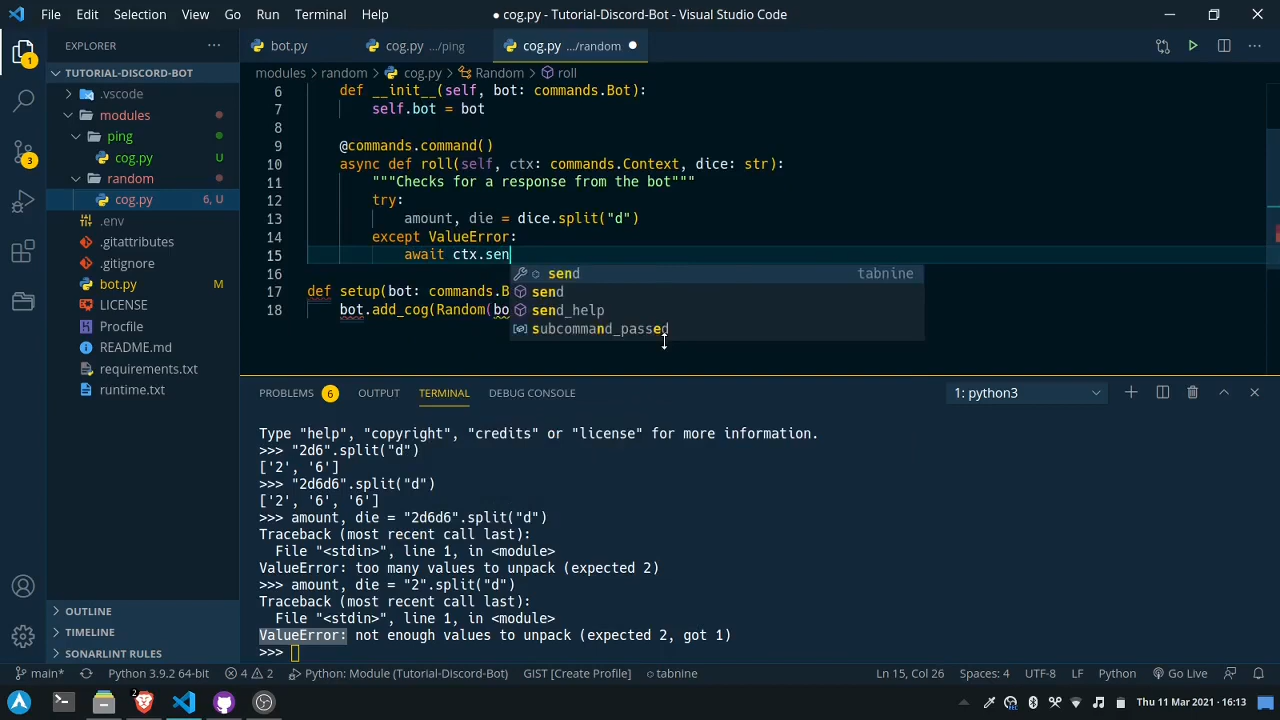 File Edit Selection View Go Run Terminal Help
● cog.py - Tutorial-Discord-Bot - Visual Studio Code
EXPLORER
bot.py
cog.py .../ping
cog.py .../random
TUTORIAL-DISCORD-BOT
.vscode
modules
ping
cog.py U
random
cog.py 6, U
.env
.gitattributes
.gitignore
bot.py M
LICENSE
Procfile
README.md
requirements.txt
runtime.txt
OUTLINE
TIMELINE
SONARLINT RULES
1
3
modules > random > cog.py > Random > roll
6 def __init__(self, bot: commands.Bot):
7 self.bot = bot
8
9 @commands.command()
10 async def roll(self, ctx: commands.Context, dice: str):
11 """Checks for a response from the bot"""
12 try:
13 amount, die = dice.split("d")
14 except ValueError:
15 await ctx.sen
16
17 def setup(bot: commands.B
18 bot.add_cog(Random(bo
send tabnine
send
send_help
subcommand_passed
PROBLEMS 6 OUTPUT TERMINAL DEBUG CONSOLE
1: python3
Type "help", "copyright", "credits" or "license" for more information.
>>> "2d6".split("d")
['2', '6']
>>> "2d6d6".split("d")
['2', '6', '6']
>>> amount, die = "2d6d6".split("d")
Traceback (most recent call last):
File "<stdin>", line 1, in <module>
ValueError: too many values to unpack (expected 2)
>>> amount, die = "2".split("d")
Traceback (most recent call last):
File "<stdin>", line 1, in <module>
ValueError: not enough values to unpack (expected 2, got 1)
>>>
main* Python 3.9.2 64-bit 4 2 Python: Module (Tutorial-Discord-Bot) GIST [Create Profile] tabnine Ln 15, Col 26 Spaces: 4 UTF-8 LF Python Go Live
2
Thu 11 Mar 2021 16:13